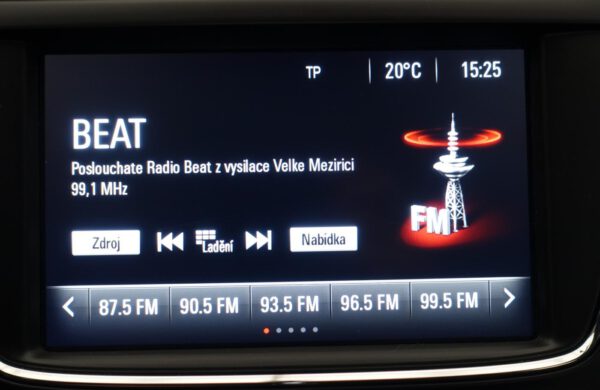 TP 20°C 15:25
BEAT
Poslouchate Radio Beat z vysilace Velke Mezirici
99,1 MHz
FM
Zdroj Ladění Nabídka
87.5 FM 90.5 FM 93.5 FM 96.5 FM 99.5 FM